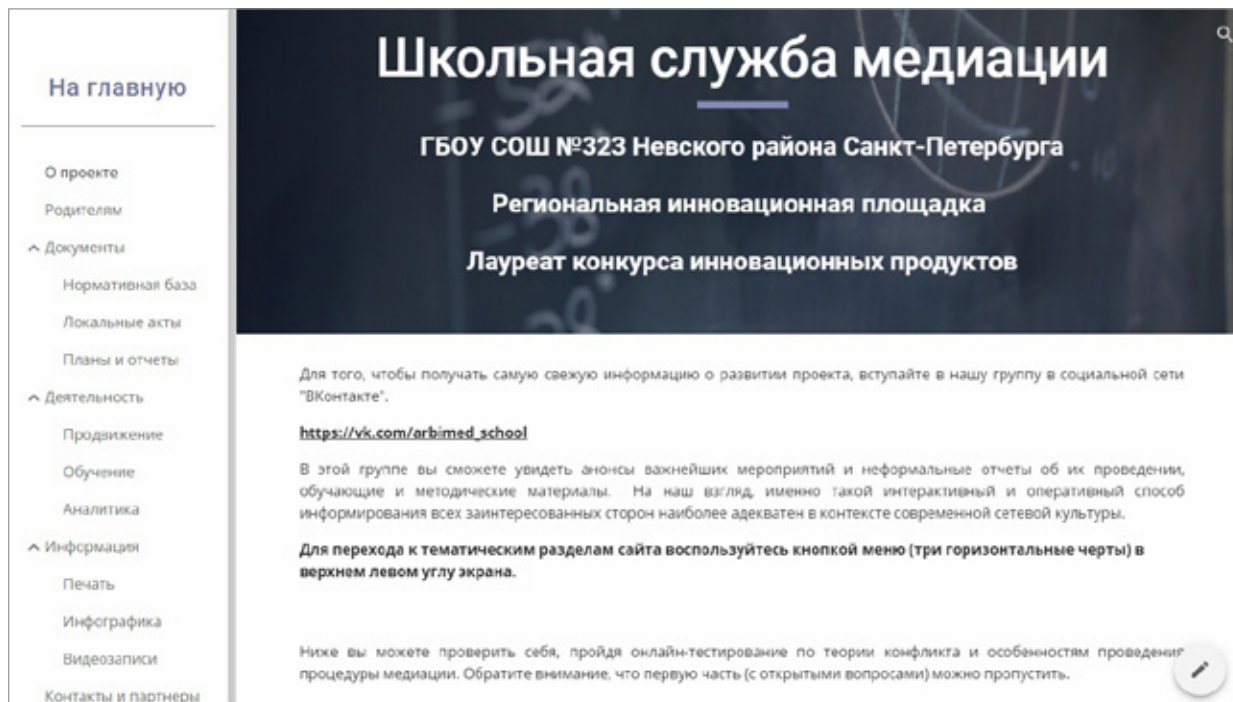 На главную
О проекте
Родителям
Документы
Нормативная база
Локальные акты
Планы и отчеты
Деятельность
Продвижение
Обучение
Аналитика
Информация
Печать
Инфографика
Видеозаписи
Контакты и партнеры
Школьная служба медиации
ГБОУ СОШ №323 Невского района Санкт-Петербурга
Региональная инновационная площадка
Лауреат конкурса инновационных продуктов
Для того, чтобы получать самую свежую информацию о развитии проекта, вступайте в нашу группу в социальной сети
"ВКонтакте".
https://vk.com/arbimed_school
В этой группе вы сможете увидеть анонсы важнейших мероприятий и неформальные отчеты об их проведении,
обучающие и методические материалы. На наш взгляд, именно такой интерактивный и оперативный способ
информирования всех заинтересованных сторон наиболее адекватен в контексте современной сетевой культуры.
Для перехода к тематическим разделам сайта воспользуйтесь кнопкой меню (три горизонтальные черты) в
верхнем левом углу экрана.
Ниже вы можете проверить себя, пройдя онлайн-тестирование по теории конфликта и особенностям проведения
процедуры медиации. Обратите внимание, что первую часть (с открытыми вопросами) можно пропустить.